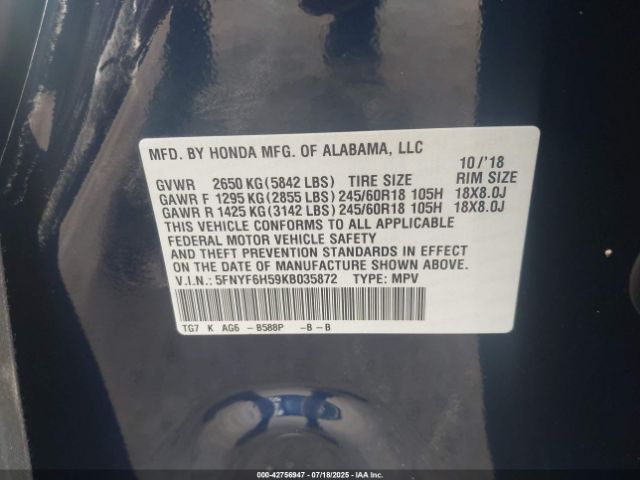 MFD. BY HONDA MFG. OF ALABAMA, LLC 10/'18
GVWR 2650 KG(5842 LBS) TIRE SIZE RIM SIZE
GAWR F 1295 KG(2855 LBS) 245/60R18 105H 18X8.0J
GAWR R 1425 KG(3142 LBS) 245/60R18 105H 18X8.0J
THIS VEHICLE CONFORMS TO ALL APPLICABLE
FEDERAL MOTOR VEHICLE SAFETY
AND THEFT PREVENTION STANDARDS IN EFFECT
ON THE DATE OF MANUFACTURE SHOWN ABOVE.
V.I.N.: 5FNYF6H59KB035872 TYPE: MPV
TG7 K AG6 -B588P -B-B
000-42756947 07/18/2025 - IAA Inc.